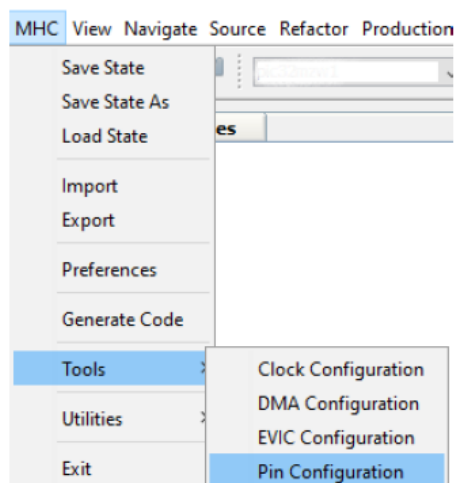 MHC View Navigate Source Refactor Production
Save State
Save State As
Load State
es
Import
Export
Preferences
Generate Code
Tools
Clock Configuration
DMA Configuration
Utilities
EVIC Configuration
Exit
Pin Configuration